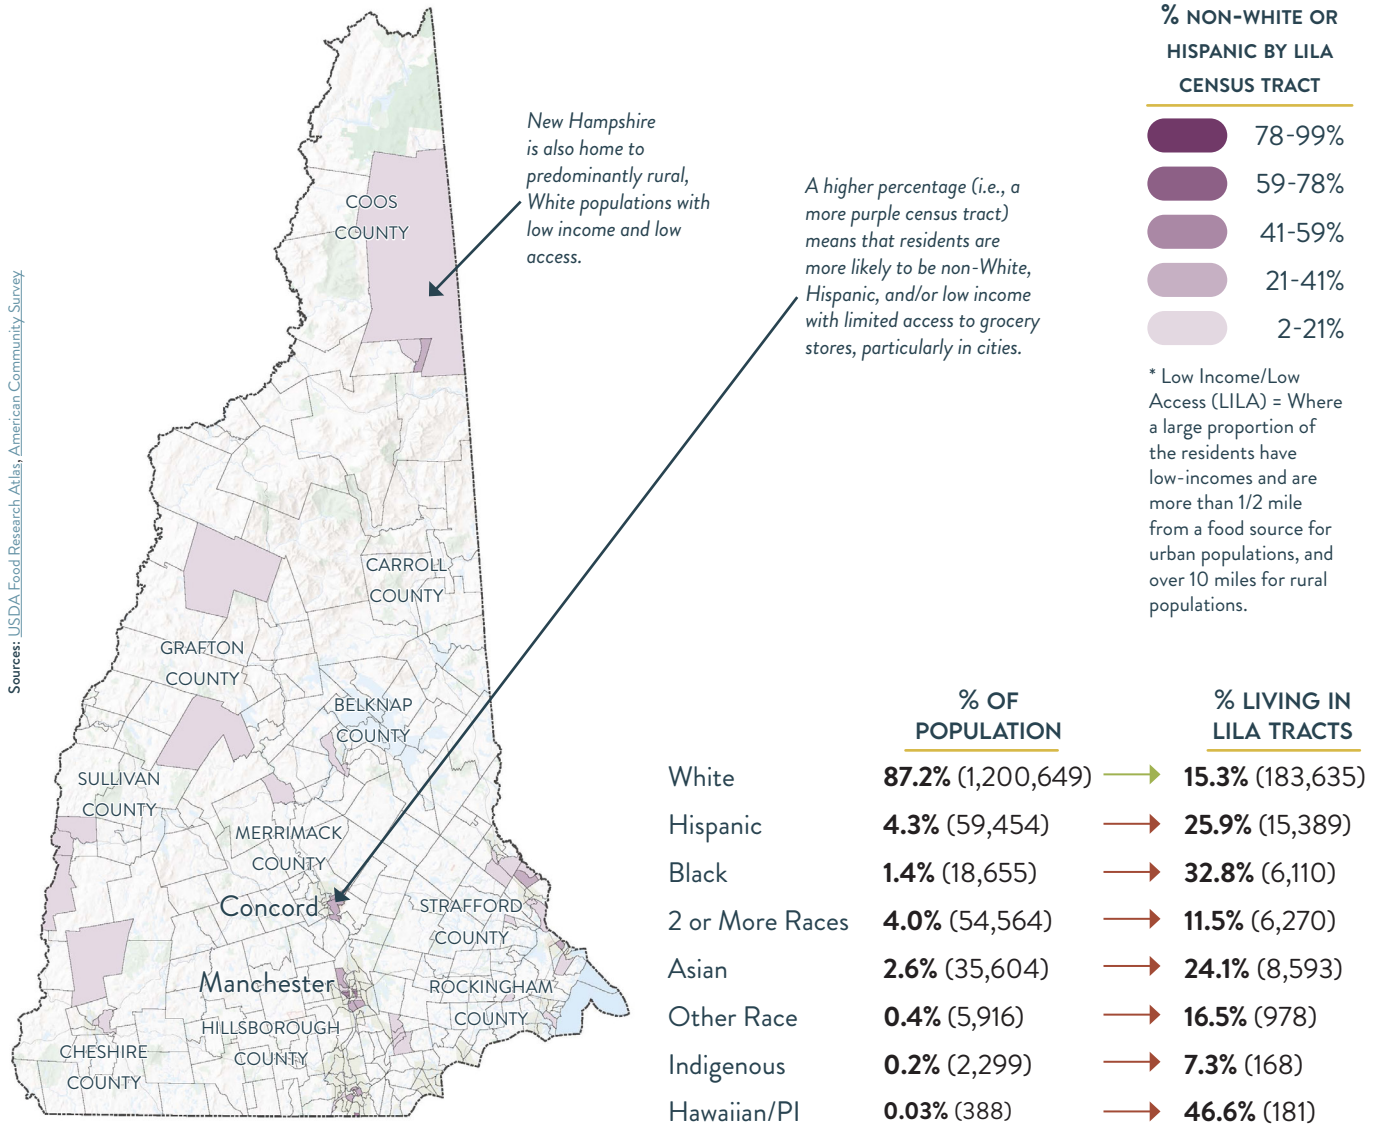 % NON-WHITE OR
HISPANIC BY LILA
CENSUS TRACT
78-99%
59-78%
41-59%
21-41%
2-21%
* Low Income/Low
Access (LILA) = Where
a large proportion of
the residents have
low-incomes and are
more than 1/2 mile
from a food source for
urban populations, and
over 10 miles for rural
populations.
New Hampshire
is also home to
predominantly rural,
White populations with
low income and low
access.
A higher percentage (i.e., a
more purple census tract)
means that residents are
more likely to be non-White,
Hispanic, and/or low income
with limited access to grocery
stores, particularly in cities.
COOS
COUNTY
CARROLL
COUNTY
GRAFTON
COUNTY
BELKNAP
COUNTY
SULLIVAN
COUNTY
MERRIMACK
COUNTY
Concord
STRAFFORD
COUNTY
Manchester
ROCKINGHAM
COUNTY
HILLSBOROUGH
COUNTY
CHESHIRE
COUNTY
Sources: USDA Food Research Atlas, American Community Survey
% OF
POPULATION
% LIVING IN
LILA TRACTS
White 87.2% (1,200,649) 15.3% (183,635)
Hispanic 4.3% (59,454) 25.9% (15,389)
Black 1.4% (18,655) 32.8% (6,110)
2 or More Races 4.0% (54,564) 11.5% (6,270)
Asian 2.6% (35,604) 24.1% (8,593)
Other Race 0.4% (5,916) 16.5% (978)
Indigenous 0.2% (2,299) 7.3% (168)
Hawaiian/PI 0.03% (388) 46.6% (181)